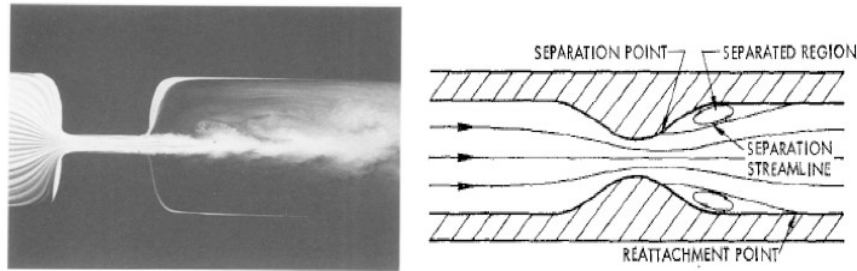 SEPARATION POINT
SEPARATED REGION
SEPARATION
STREAMLINE
REATTACHMENT POINT